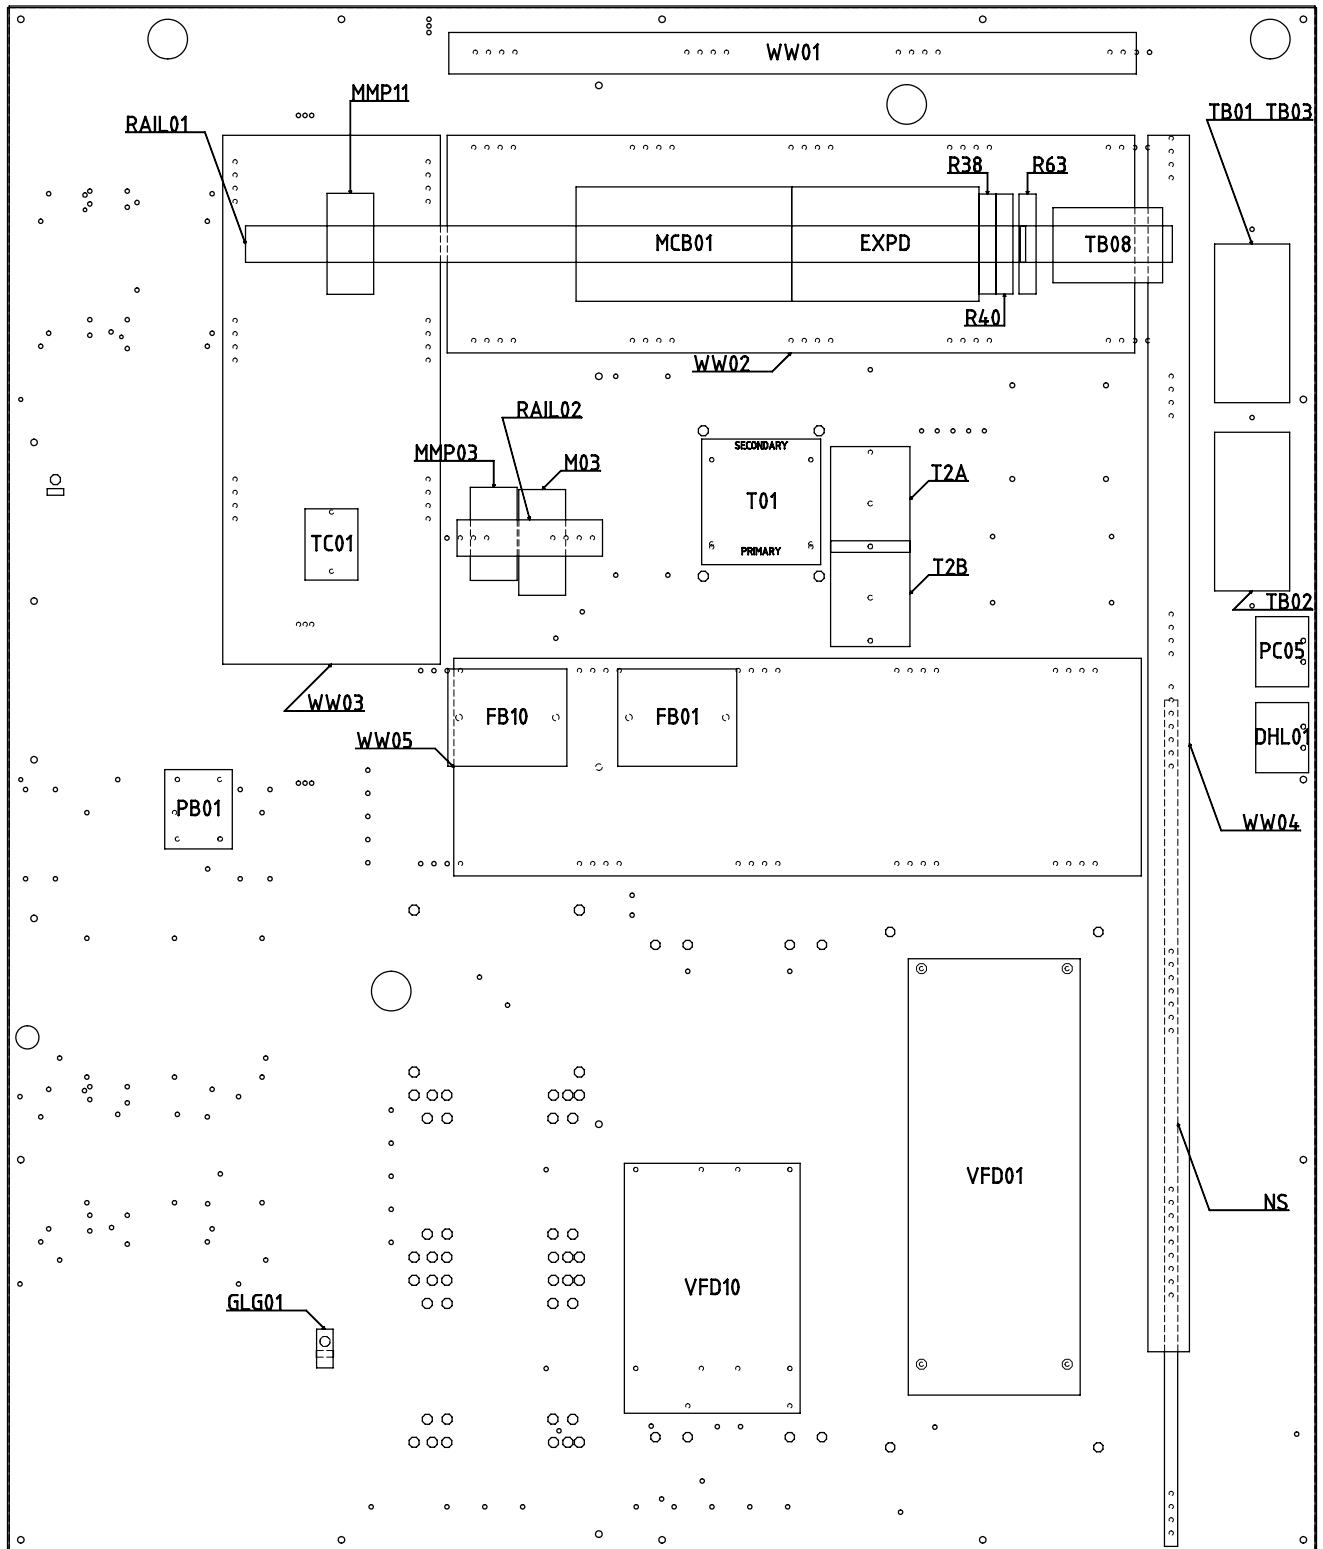 WW01
MMP11
RAIL01
TB01 TB03
R38
R63
MCB01
EXPD
TB08
R40
WW02
RAIL02
MMP03
M03
SECONDARY
T01
PRIMARY
T2A
TC01
T2B
TB02
PC05
WW03
FB10
FB01
WW05
DHL01
PB01
WW04
VFD01
NS
VFD10
GLG01